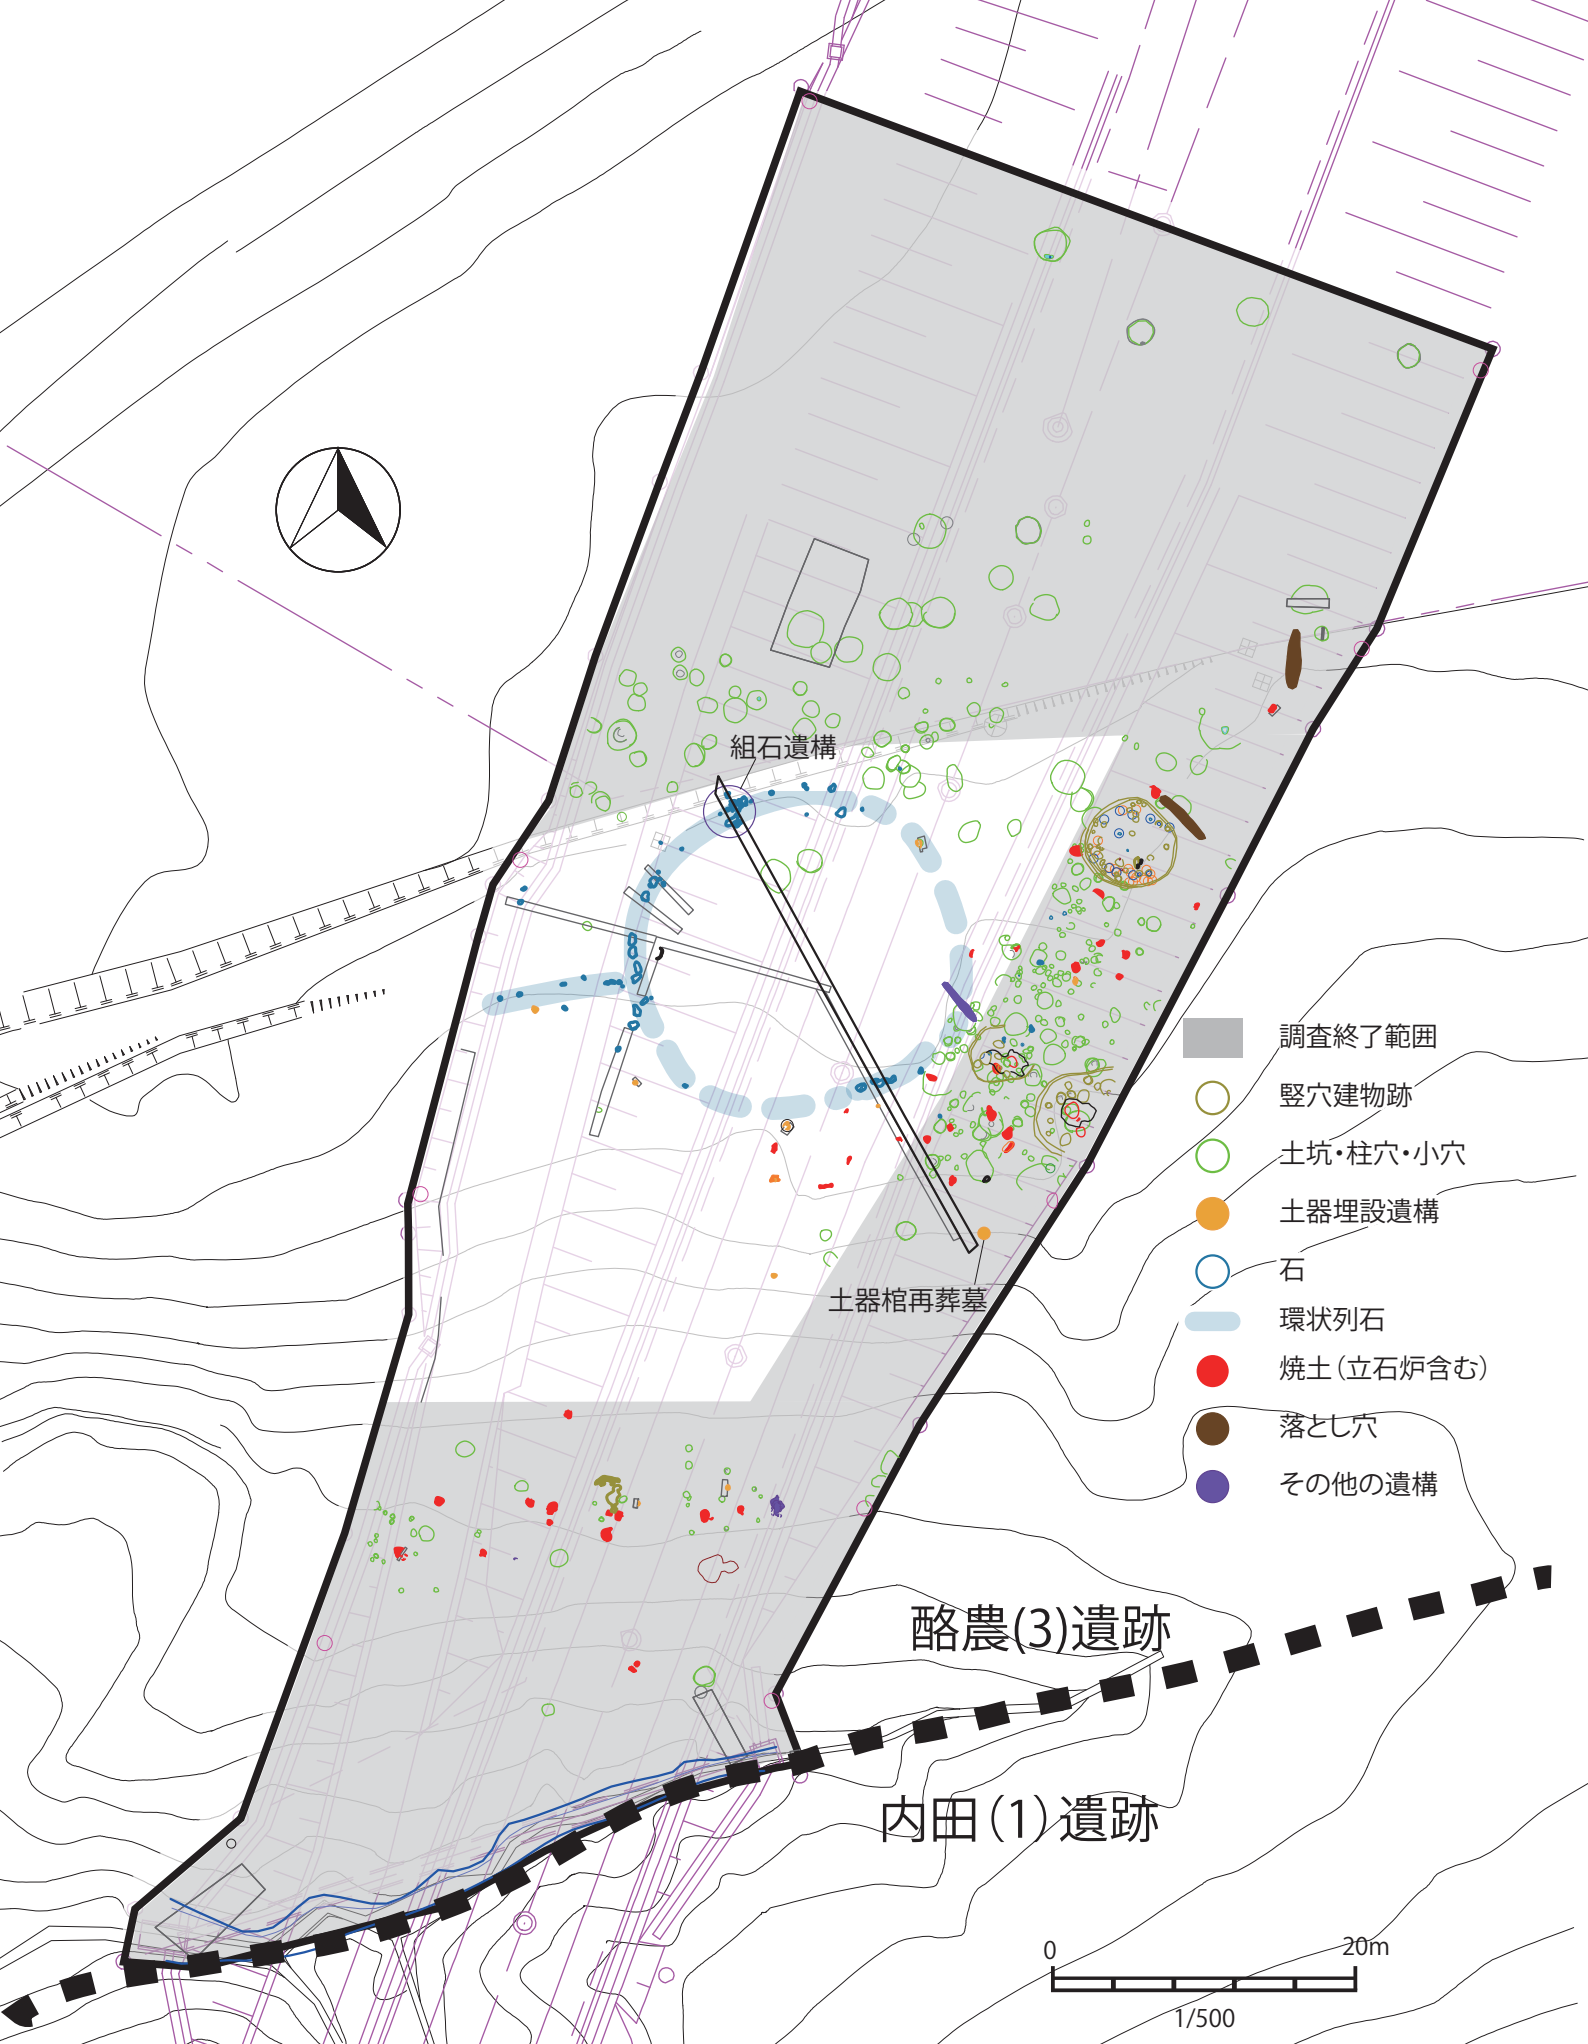 組石遺構
調査終了範囲
竪穴建物跡
土坑・柱穴・小穴
土器埋設遺構
石
土器棺再葬墓
環状列石
焼土（立石炉含む）
落とし穴
その他の遺構
酪農(3)遺跡
内田（1）遺跡
0 20m
1/500